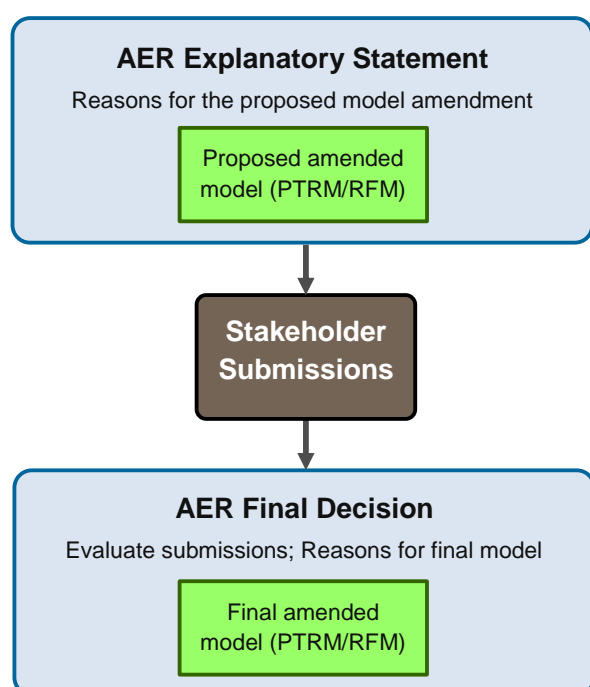 AER Explanatory Statement
Reasons for the proposed model amendment
Proposed amended
model (PTRM/RFM)
Stakeholder
Submissions
AER Final Decision
Evaluate submissions; Reasons for final model
Final amended
model (PTRM/RFM)